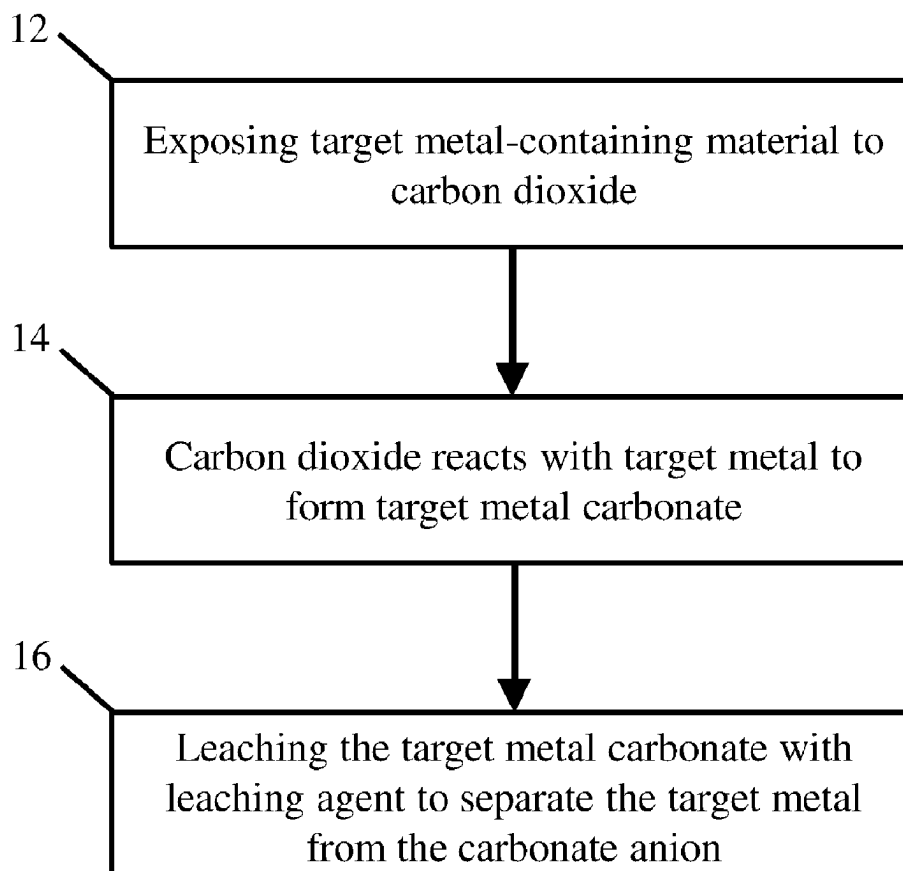 12
Exposing target metal-containing material to
carbon dioxide
14
Carbon dioxide reacts with target metal to
form target metal carbonate
16
Leaching the target metal carbonate with
leaching agent to separate the target metal
from the carbonate anion